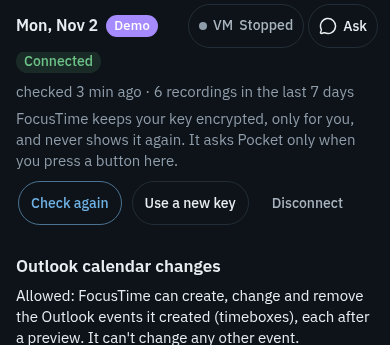 Mon, Nov 2 Demo VM Stopped Ask
Connected
checked 3 min ago · 6 recordings in the last 7 days
FocusTime keeps your key encrypted, only for you,
and never shows it again. It asks Pocket only when
you press a button here.
Check again Use a new key Disconnect
Outlook calendar changes
Allowed: FocusTime can create, change and remove
the Outlook events it created (timeboxes), each after
a preview. It can't change any other event.